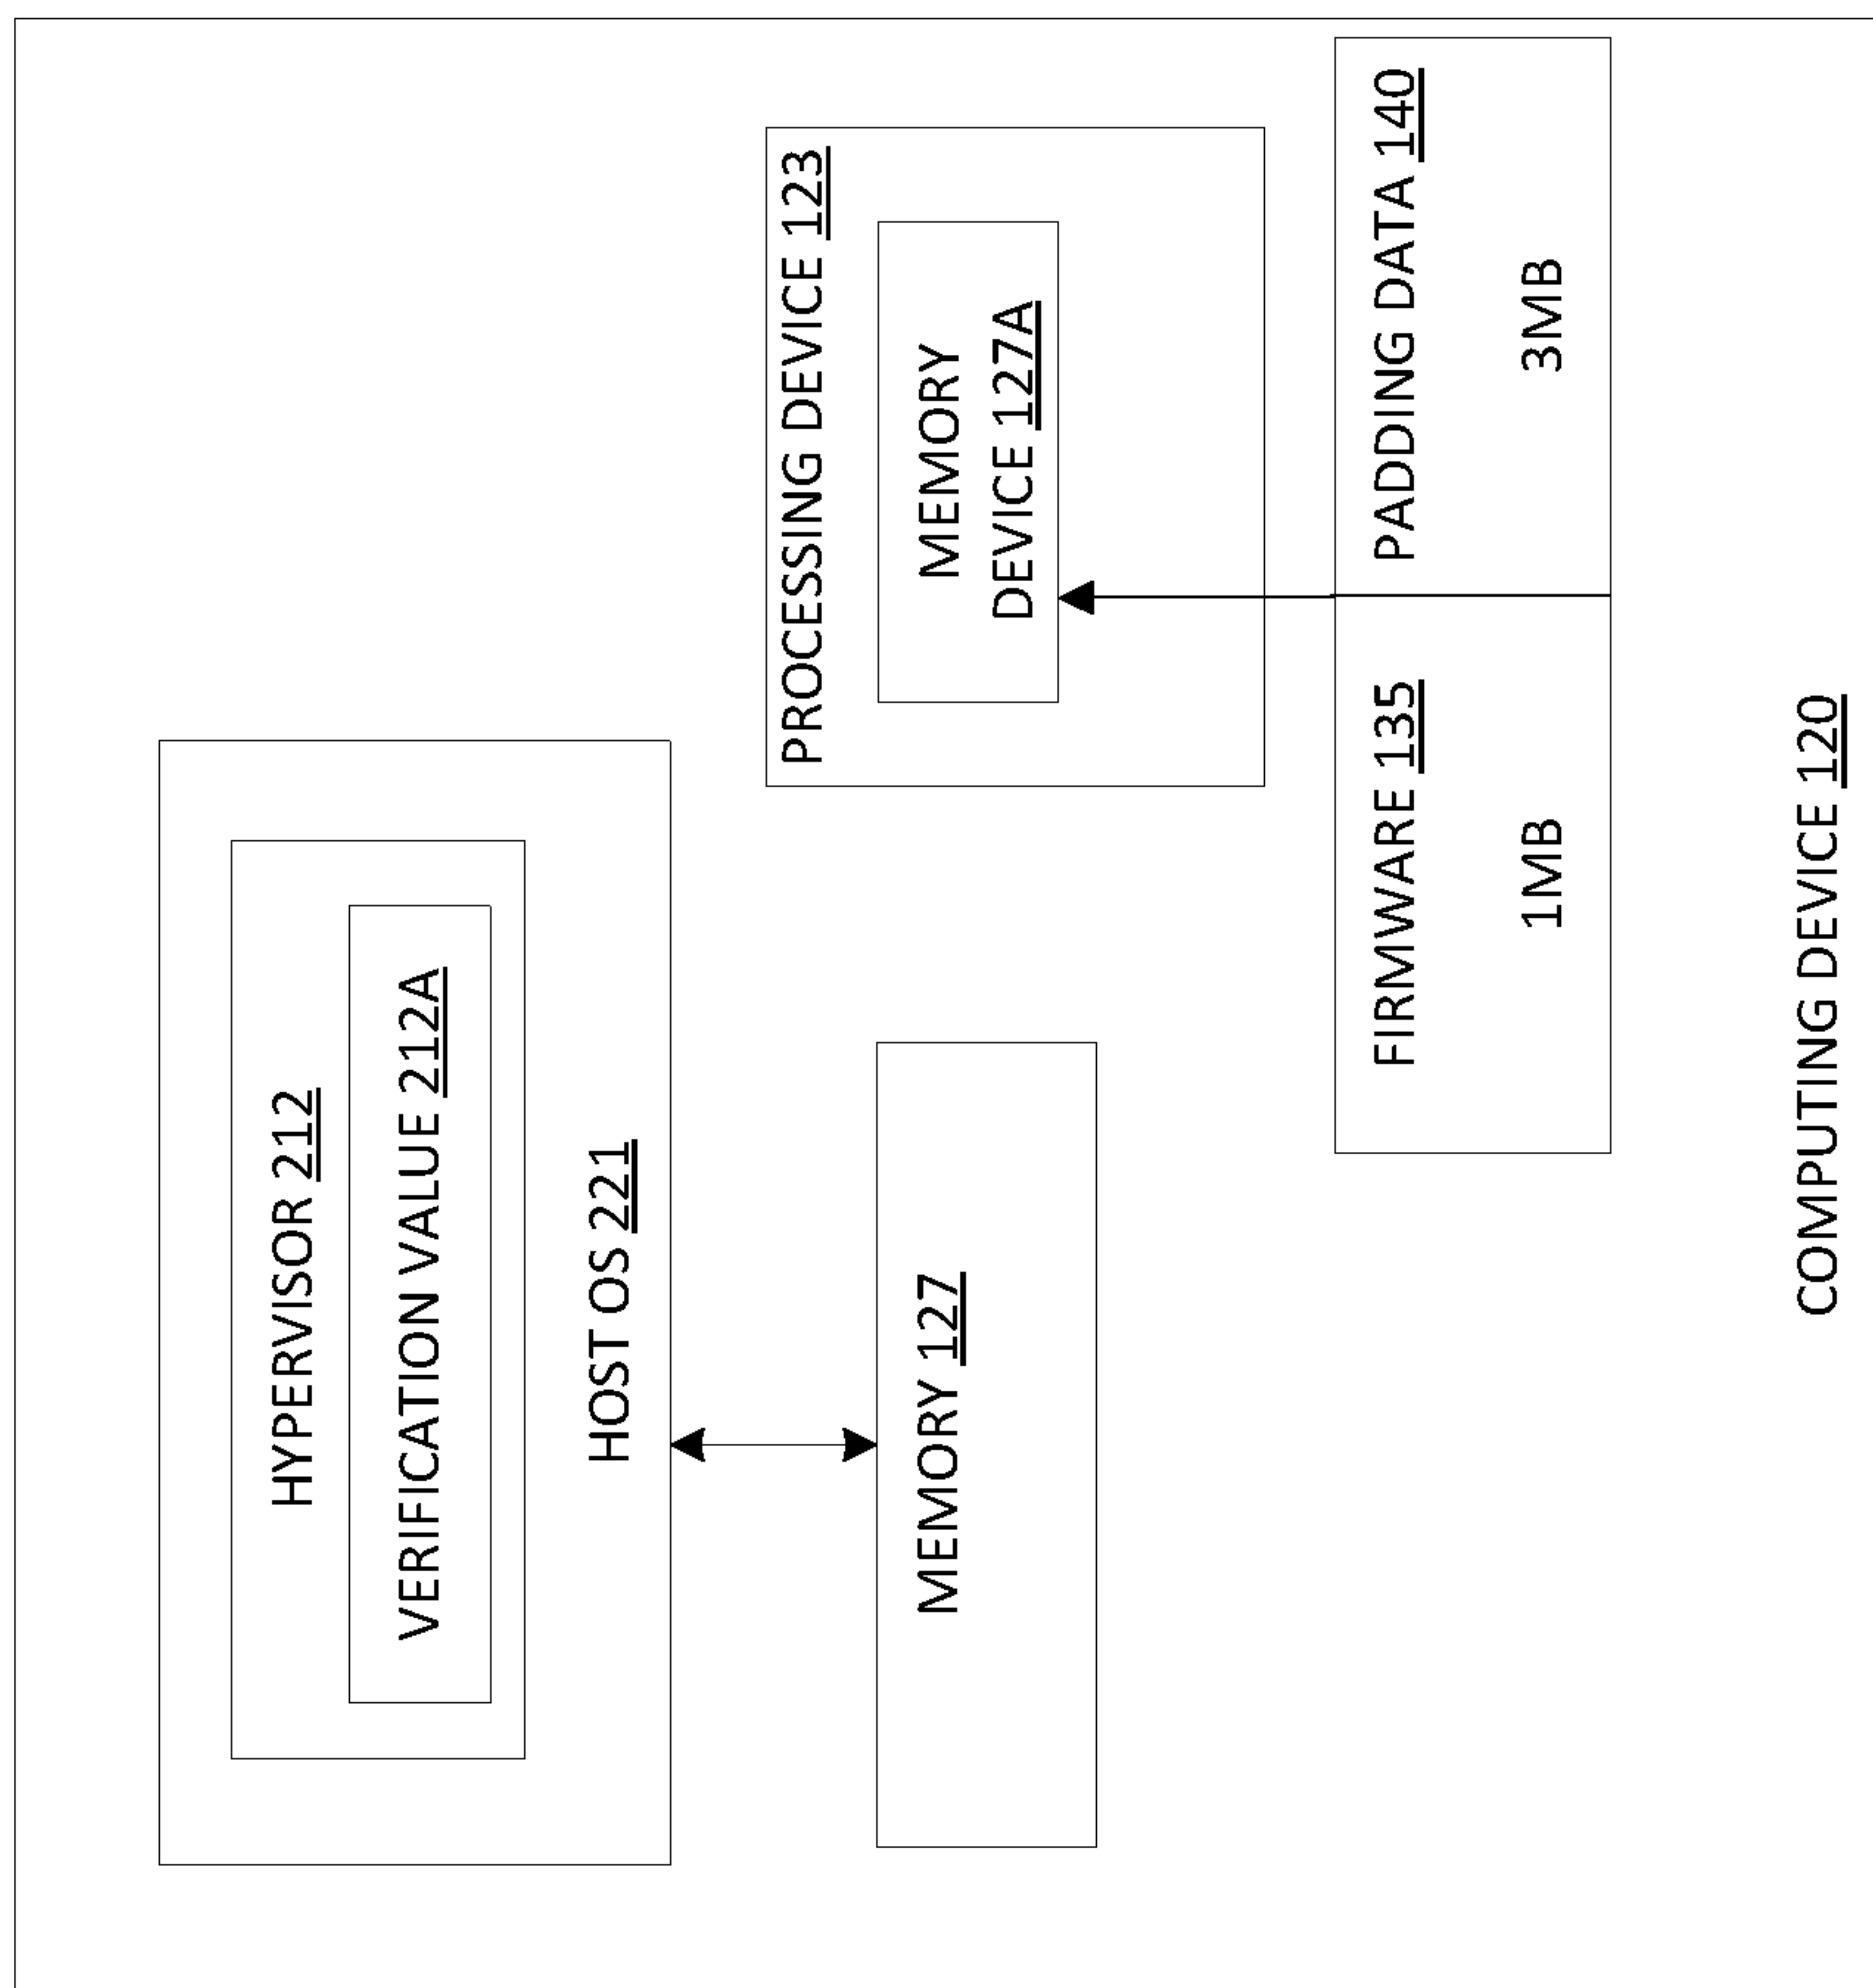 HYPERVISOR 212
VERIFICATION VALUE 212A
HOST OS 221
PROCESSING DEVICE 123
MEMORY
DEVICE 127A
MEMORY 127
FIRMWARE 135
1MB
PADDING DATA 140
3MB
COMPUTING DEVICE 120